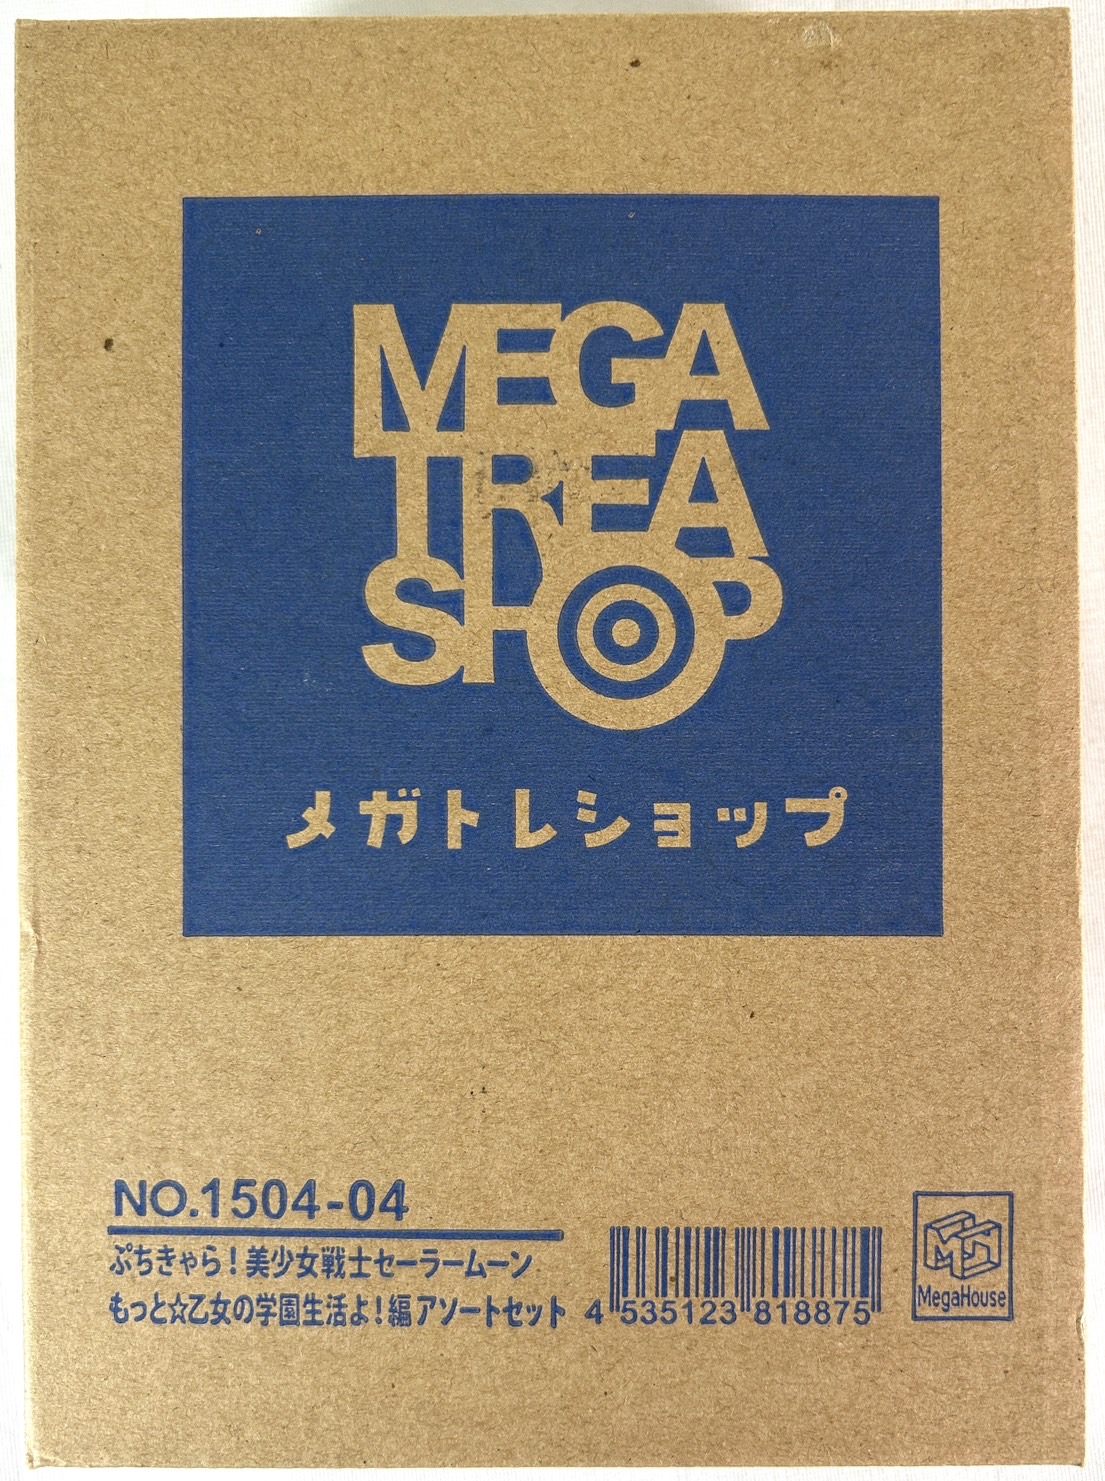 MEGA
TREA
SHOP
メガトレショップ
NO.1504-04
ぷちきゃら!美少女戦士セーラームーン
もっと☆乙女の学園生活よ!編アソートセット
4 535123 818875
MH
MegaHouse